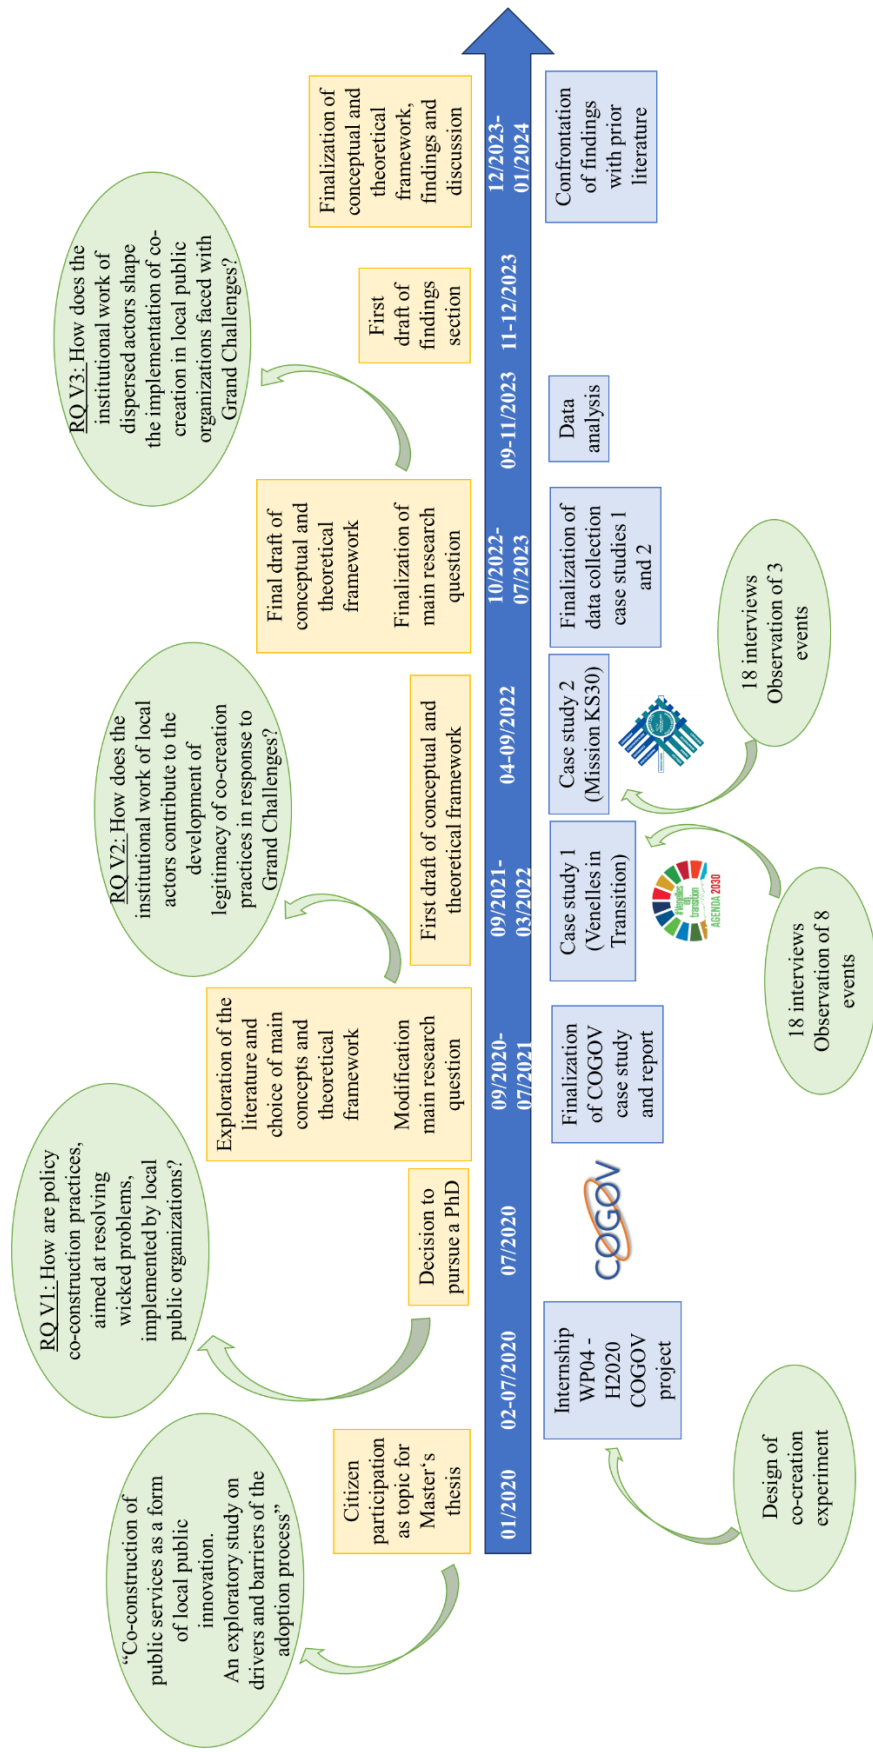 “Co-construction of
public services as a form
of local public
innovation.
An exploratory study on
drivers and barriers of the
adoption process”
RQ V1: How are policy
co-construction practices,
aimed at resolving
wicked problems,
implemented by local
public organizations?
RQ V2: How does the
institutional work of local
actors contribute to the
development of
legitimacy of co-creation
practices in response to
Grand Challenges?
RQ V3: How does the
institutional work of
dispersed actors shape
the implementation of co-
creation in local public
organizations faced with
Grand Challenges?
Citizen
participation
as topic for
Master‘s
thesis
Decision to
pursue a PhD
Exploration of the
literature and
choice of main
concepts and
theoretical
framework
Modification
main research
question
First draft of conceptual and
theoretical framework
Final draft of
conceptual and
theoretical
framework
Finalization of
main research
question
First
draft of
findings
section
Finalization of
conceptual and
theoretical
framework,
findings and
discussion
01/2020
02-07/2020
07/2020
09/2020-
07/2021
09/2021-
03/2022
04-09/2022
10/2022-
07/2023
09-11/2023
11-12/2023
12/2023-
01/2024
Internship
WP04 -
H2020
COGOV
project
COGOV
Finalization
of COGOV
case study
and report
Case study 1
(Venelles in
Transition)
#Venelles
en
transition
AGENDA 2030
Case study 2
(Mission KS30)
Finalization of
data collection
case studies 1
and 2
Data
analysis
Confrontation
of findings
with prior
literature
Design of
co-creation
experiment
18 interviews
Observation of 8
events
18 interviews
Observation of 3
events